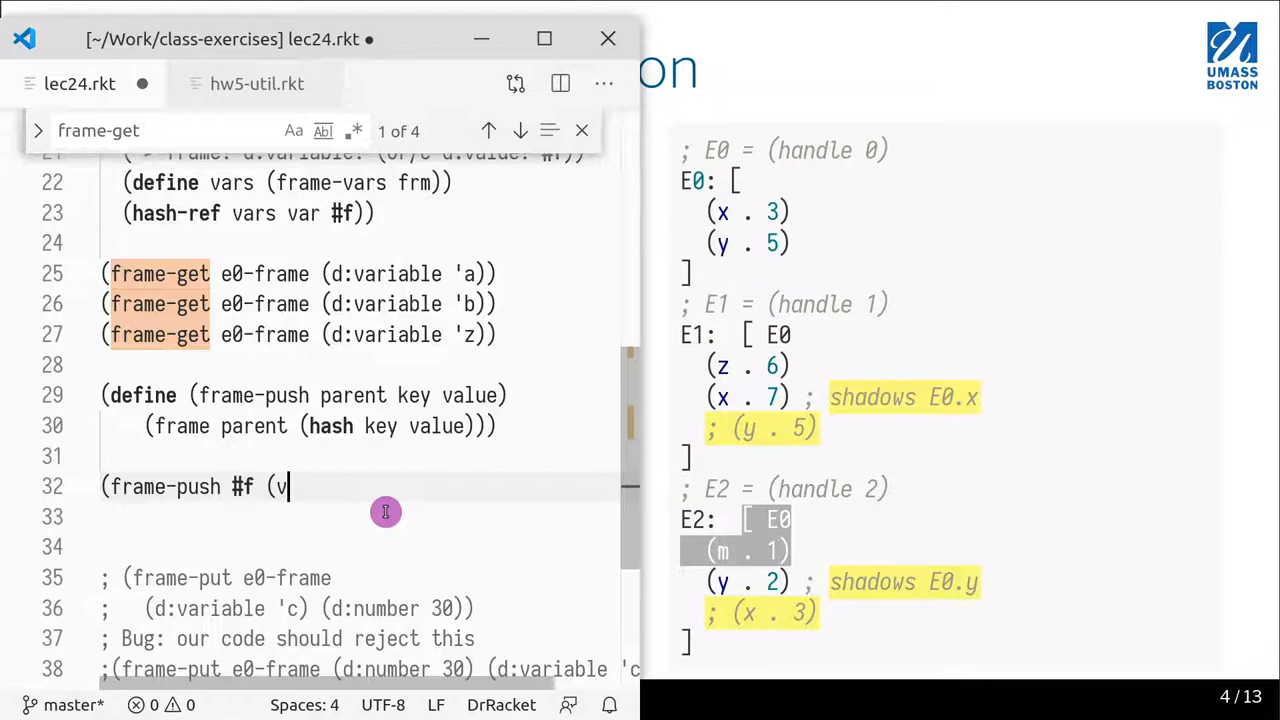 [~/Work/class-exercises] lec24.rkt ●
lec24.rkt ● hw5-util.rkt
frame-get Aa Abl .* 1 of 4
22 (define vars (frame-vars frm))
23 (hash-ref vars var #f))
24
25 (frame-get e0-frame (d:variable 'a))
26 (frame-get e0-frame (d:variable 'b))
27 (frame-get e0-frame (d:variable 'z))
28
29 (define (frame-push parent key value)
30 (frame parent (hash key value)))
31
32 (frame-push #f (v
33
34
35 ; (frame-put e0-frame
36 ;   (d:variable 'c) (d:number 30))
37 ; Bug: our code should reject this
38 ;(frame-put e0-frame (d:number 30) (d:variable 'c
master* 0 0 Spaces: 4 UTF-8 LF DrRacket
on
UMASS
BOSTON
; E0 = (handle 0)
E0: [
(x . 3)
(y . 5)
]
; E1 = (handle 1)
E1: [ E0
(z . 6)
(x . 7) ; shadows E0.x
; (y . 5)
]
; E2 = (handle 2)
E2: [ E0
(m . 1)
(y . 2) ; shadows E0.y
; (x . 3)
]
4 / 13